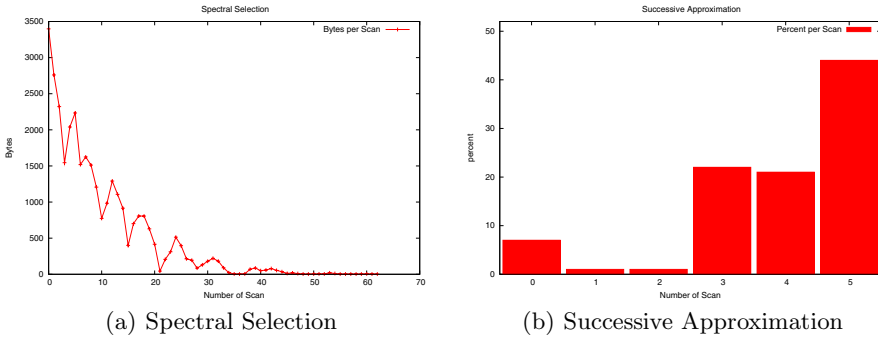 Spectral Selection
Bytes per Scan
3500
3000
2500
2000
1500
1000
500
0
Bytes
0 10 20 30 40 50 60 70
Number of Scan
(a) Spectral Selection
Successive Approximation
Percent per Scan
50
40
30
20
10
0
percent
0 1 2 3 4 5
Number of Scan
(b) Successive Approximation